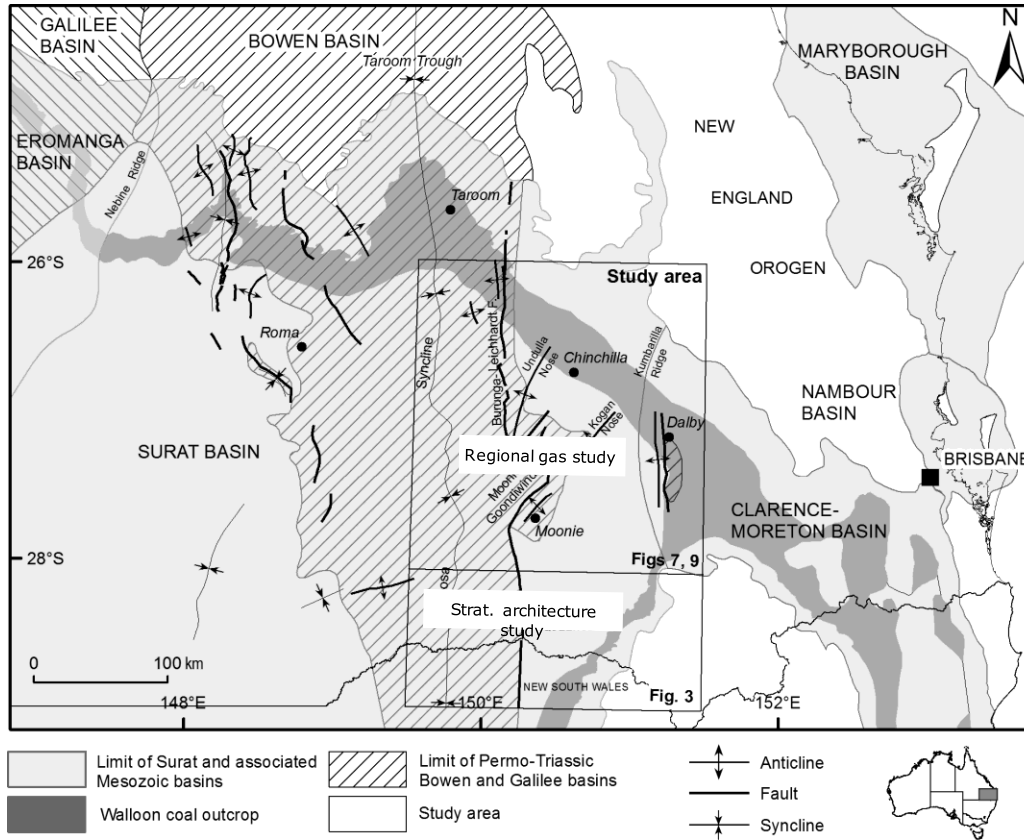 GALILEE
BASIN
BOWEN BASIN
Taroom Trough
MARYBOROUGH
BASIN
N
EROMANGA
BASIN
Nebine Ridge
NEW
ENGLAND
OROGEN
Taroom
26°S
Study area
Roma
Syncline
Burunga-Leichhardt F.
Undulla
Nose
Chinchilla
Kumbarilla
Ridge
Kogan
Nose
Dalby
NAMBOUR
BASIN
BRISBANE
SURAT BASIN
Regional gas study
Moon
Goondiwind
Moonie
CLARENCE-
MORETON BASIN
28°S
Figs 7, 9
osa
Strat. architecture
study
0
100 km
NEW SOUTH WALES
Fig. 3
148°E
150°E
152°E
Limit of Surat and associated
Mesozoic basins
Limit of Permo-Triassic
Bowen and Galilee basins
Anticline
Walloon coal outcrop
Study area
Fault
Syncline